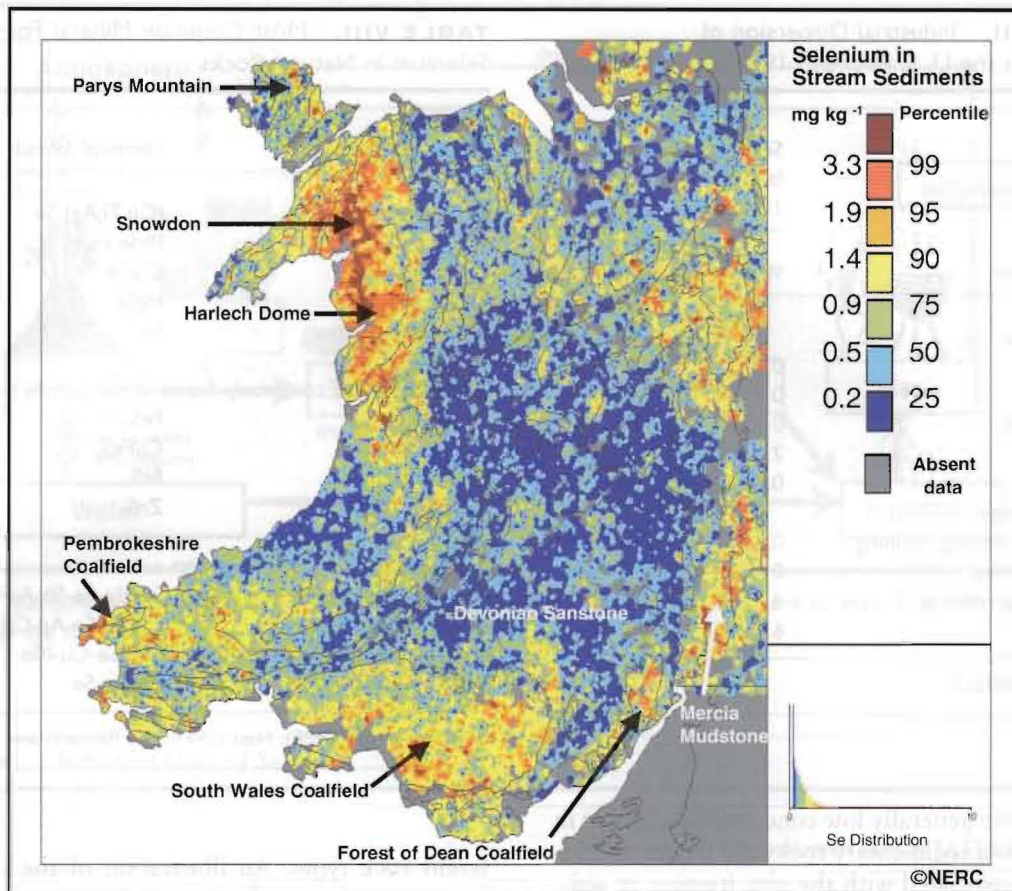 Parys Mountain
Snowdon
Harlech Dome
Pembrokeshire
Coalfield
Devonian Sanstone
South Wales Coalfield
Forest of Dean Coalfield
Mercia
Mudstone
Selenium in
Stream Sediments
mg kg⁻¹ Percentile
3.3 99
1.9 95
1.4 90
0.9 75
0.5 50
0.2 25
Absent
data
0 10
Se Distribution
©NERC